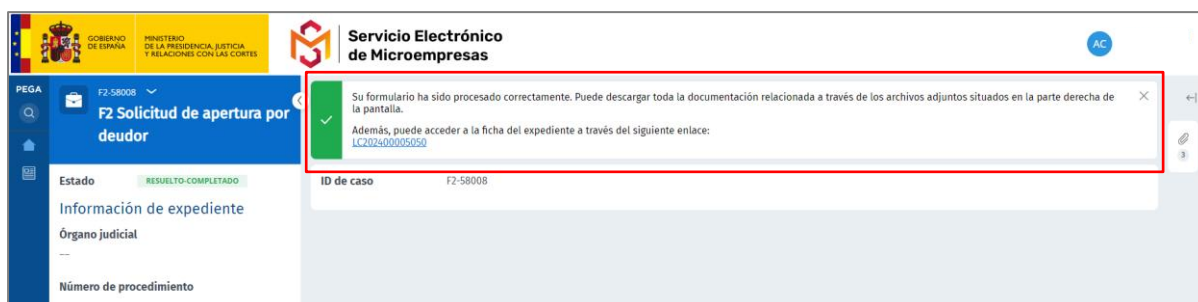 GOBIERNO
DE ESPAÑA
MINISTERIO
DE LA PRESIDENCIA, JUSTICIA
Y RELACIONES CON LAS CORTES
Servicio Electrónico
de Microempresas
AC
PEGA
F2-58008
F2 Solicitud de apertura por
deudor
Su formulario ha sido procesado correctamente. Puede descargar toda la documentación relacionada a través de los archivos adjuntos situados en la parte derecha de
la pantalla.
Además, puede acceder a la ficha del expediente a través del siguiente enlace:
LC202400005050
3
Estado RESUELTO-COMPLETADO
ID de caso F2-58008
Información de expediente
Órgano judicial
--
Número de procedimiento